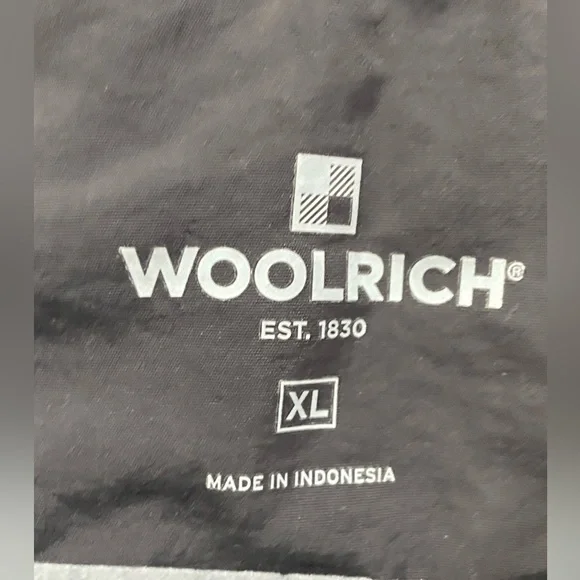 WOOLRICH®
EST. 1830
XL
MADE IN INDONESIA